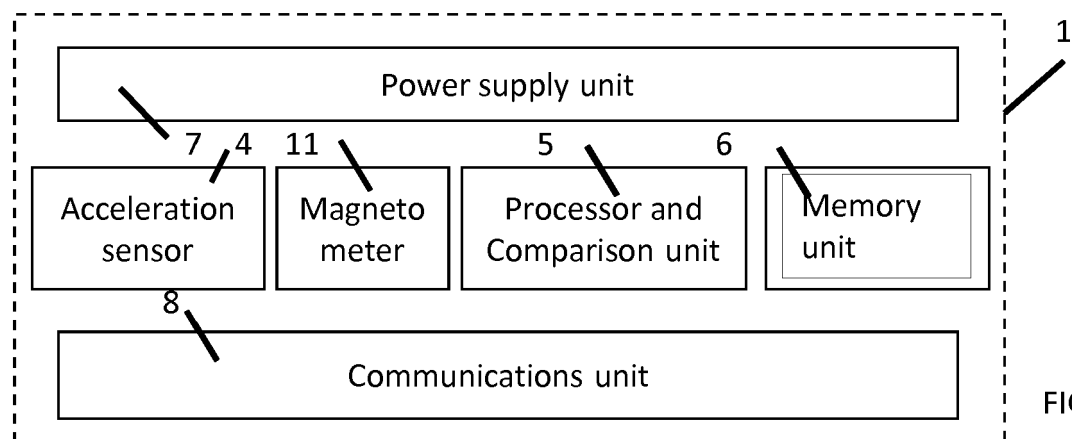 1
Power supply unit
7 4 11 5 6
Acceleration
sensor
Magneto
meter
Processor and
Comparison unit
Memory
unit
8
Communications unit